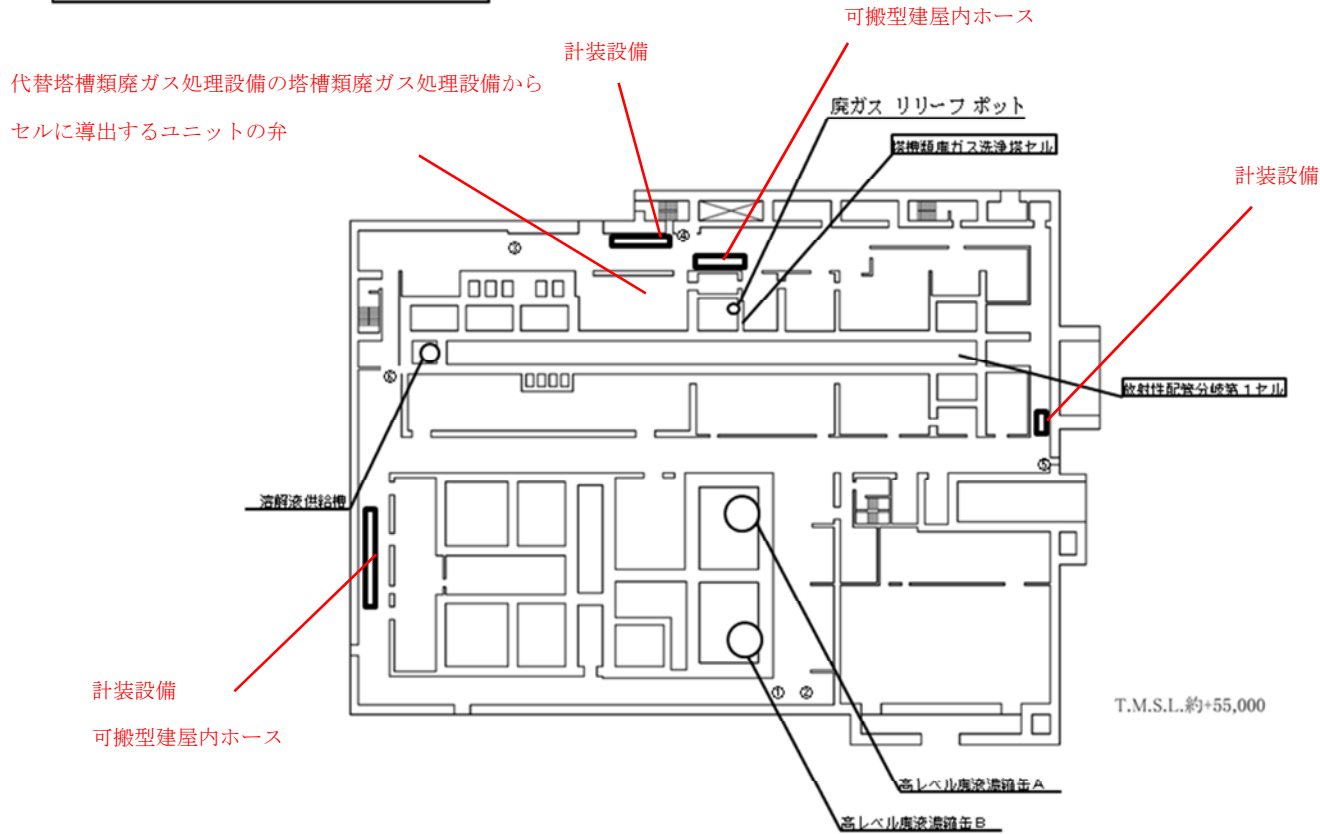 可搬型建屋内ホース
計装設備
代替塔槽類廃ガス処理設備の塔槽類廃ガス処理設備から
セルに導出するユニットの弁
廃ガス リリーフ ポット
塔槽類廃ガス洗浄塔セル
計装設備
④
③
⑥
放射性配管分岐第１セル
⑤
溶解液供給槽
計装設備
可搬型建屋内ホース
① ②
T.M.S.L.約+55,000
高レベル廃液濃縮缶A
高レベル廃液濃縮缶B